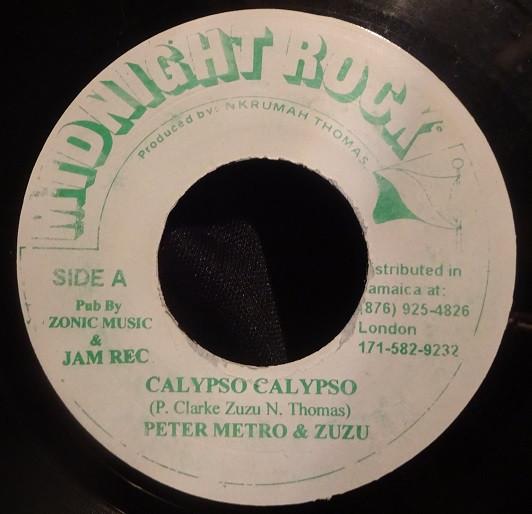 MIDNIGHT ROCK
Produced by: NKRUMAH THOMAS
SIDE A
Pub By
ZONIC MUSIC
&
JAM REC
stributed in
amaica at:
876) 925-4826
London
171-582-9232
CALYPSO CALYPSO
(P. Clarke Zuzu N. Thomas)
PETER METRO & ZUZU